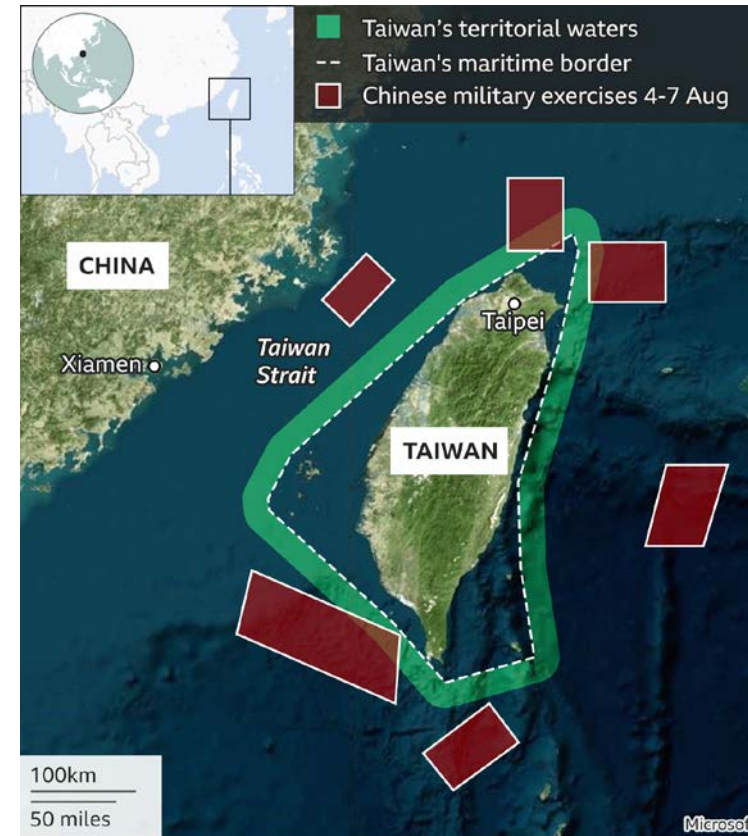 Taiwan's territorial waters
Taiwan's maritime border
Chinese military exercises 4-7 Aug
CHINA
Taipei
Xiamen
Taiwan
Strait
TAIWAN
100km
50 miles
Microsof